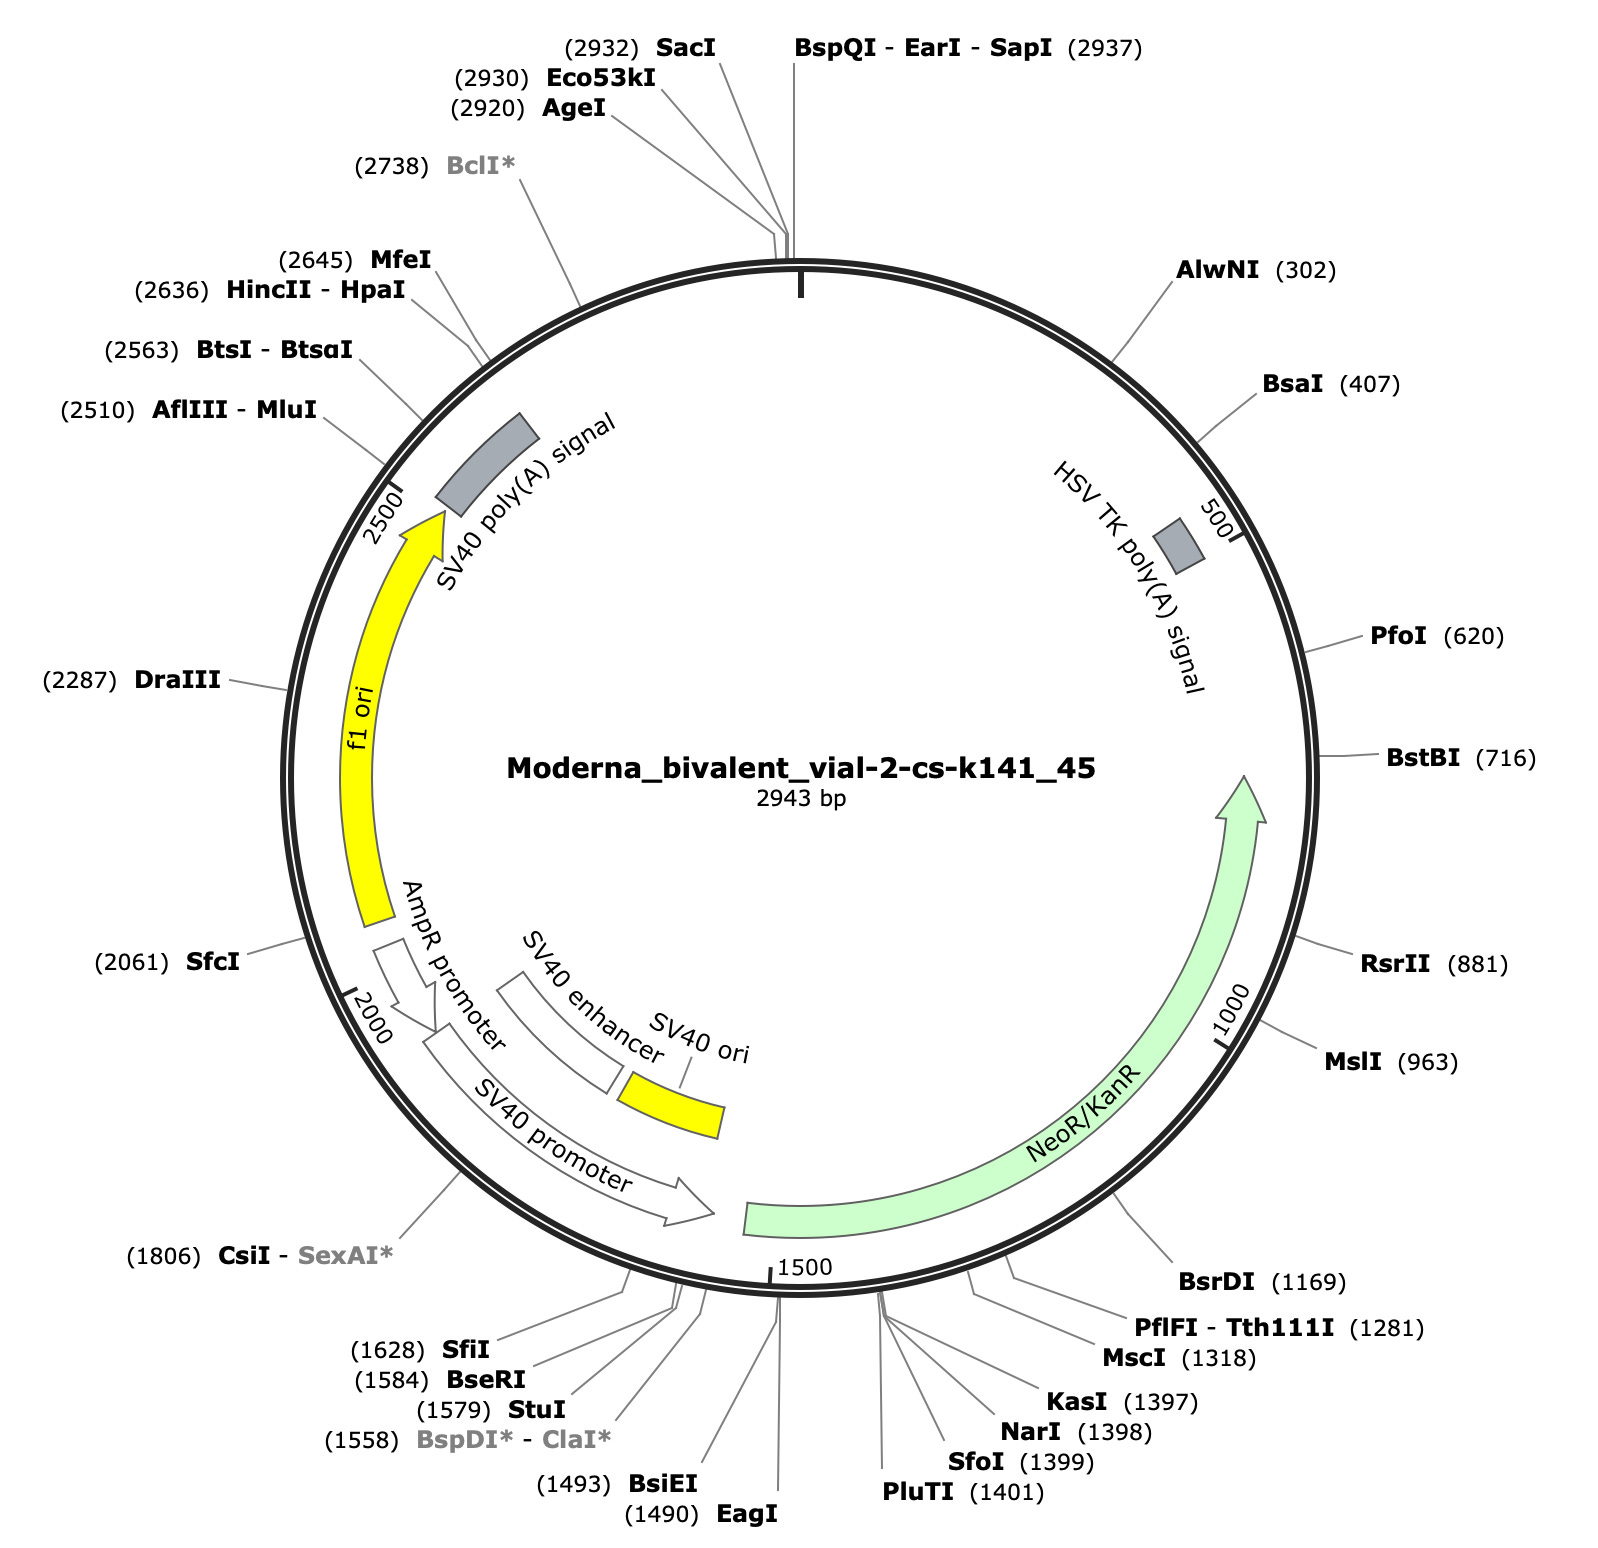 (2932) SacI
BspQI - EarI - SapI (2937)
(2930) Eco53kI
(2920) AgeI
(2738) BclI*
(2645) MfeI
(2636) HincII - HpaI
(2563) BtsI - BtsαI
(2510) AflIII - MluI
AlwNI (302)
BsaI (407)
2500
SV40 poly(A) signal
HSV TK poly(A) signal
500
PfoI (620)
(2287) DraIII
f1 ori
BstBI (716)
Moderna_bivalent_vial-2-cs-k141_45
2943 bp
(2061) SfcI
AmpR promoter
SV40 enhancer
SV40 ori
RsrII (881)
2000
1000
MslI (963)
SV40 promoter
NeoR/KanR
(1806) CsiI - SexAI*
1500
BsrDI (1169)
PflFI - Tth111I (1281)
(1628) SfiI
MscI (1318)
(1584) BseRI
KasI (1397)
(1579) StuI
NarI (1398)
(1558) BspDI* - ClaI*
SfoI (1399)
(1493) BsiEI
PluTI (1401)
(1490) EagI